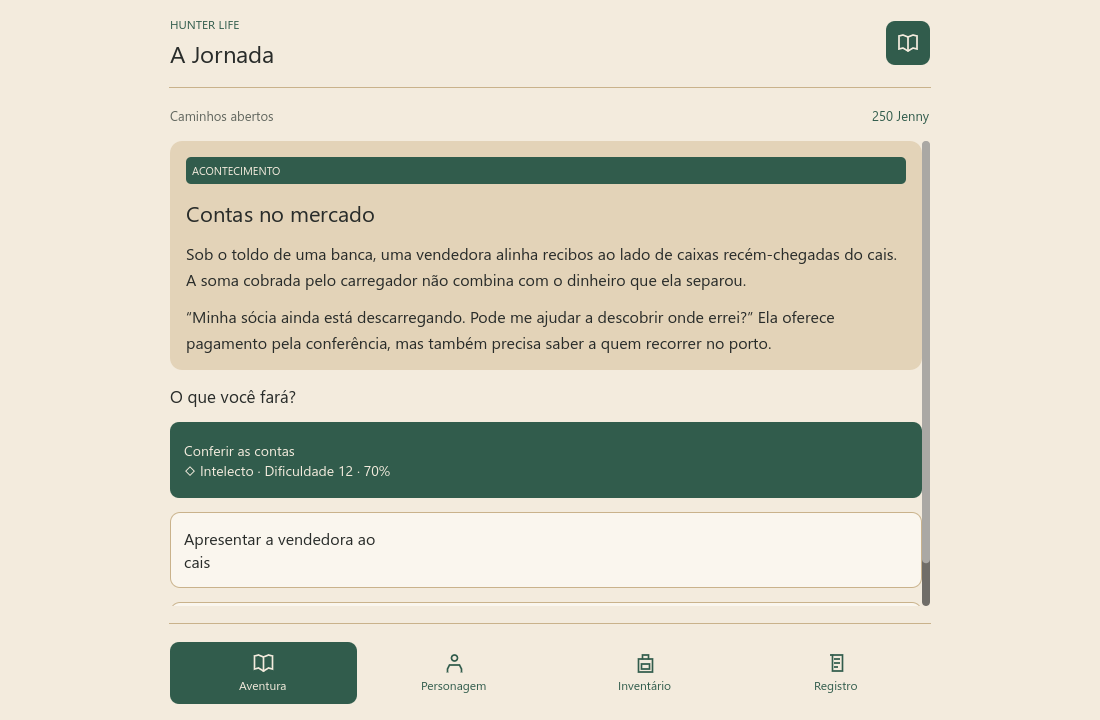 HUNTER LIFE
A Jornada
Caminhos abertos
250 Jenny
ACONTECIMENTO
Contas no mercado
Sob o toldo de uma banca, uma vendedora alinha recibos ao lado de caixas recém-chegadas do cais.
A soma cobrada pelo carregador não combina com o dinheiro que ela separou.
“Minha sócia ainda está descarregando. Pode me ajudar a descobrir onde errei?” Ela oferece
pagamento pela conferência, mas também precisa saber a quem recorrer no porto.
O que você fará?
Conferir as contas
◇ Intelecto · Dificuldade 12 · 70%
Apresentar a vendedora ao
cais
Aventura
Personagem
Inventário
Registro